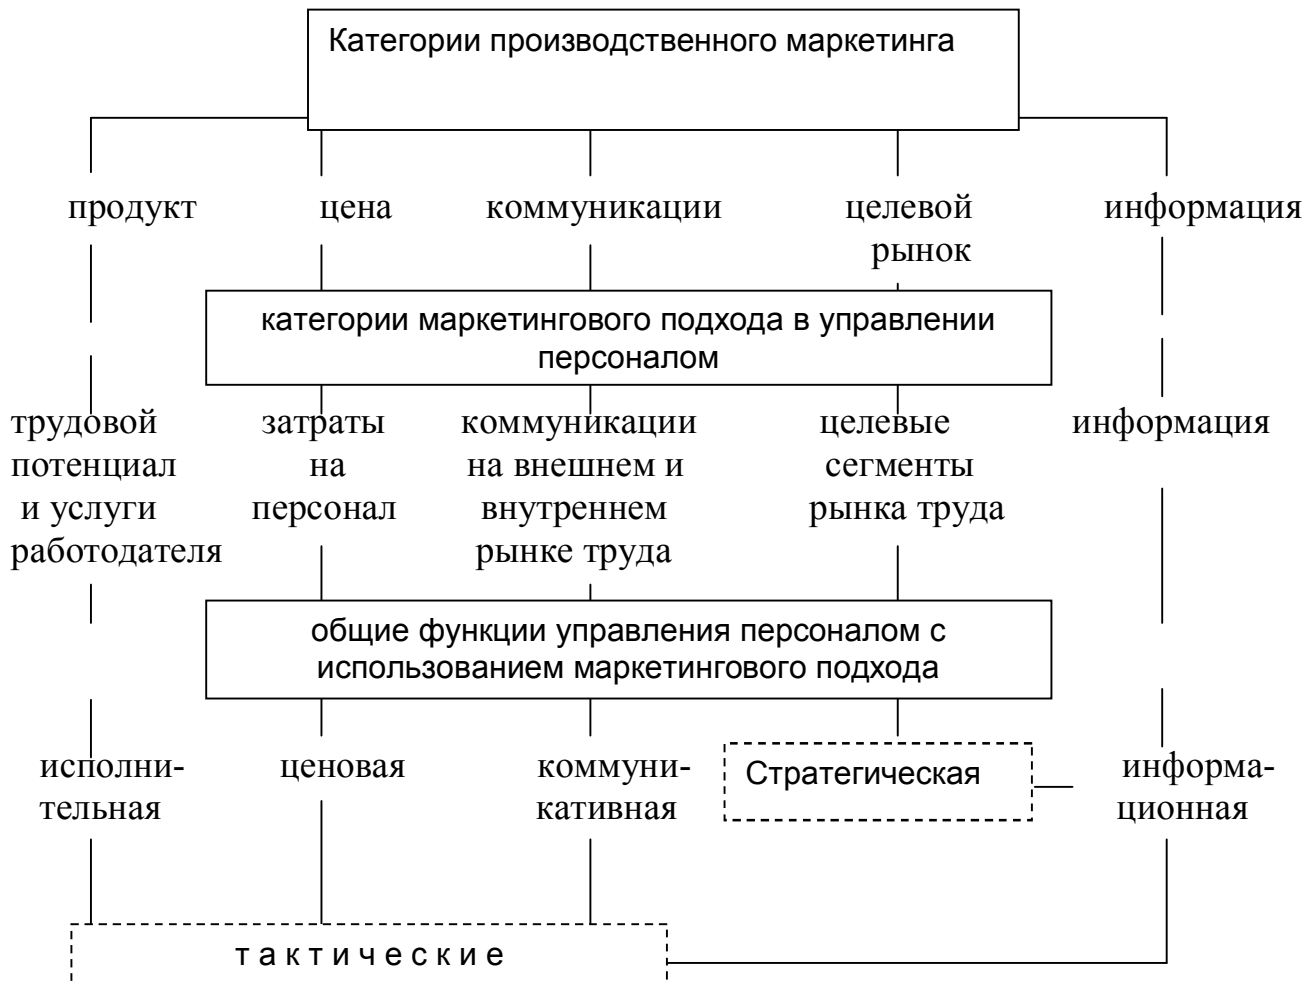 Категории производственного маркетинга
продукт цена коммуникации целевой информация
рынок
категории маркетингового подхода в управлении
персоналом
трудовой затраты коммуникации целевые информация
потенциал на на внешнем и сегменты
и услуги персонал внутреннем рынка труда
работодателя рынке труда
общие функции управления персоналом с
использованием маркетингового подхода
исполни- ценовая коммуни- Стратегическая информа-
тельная кативная ционная
т а к т и ч е с к и е